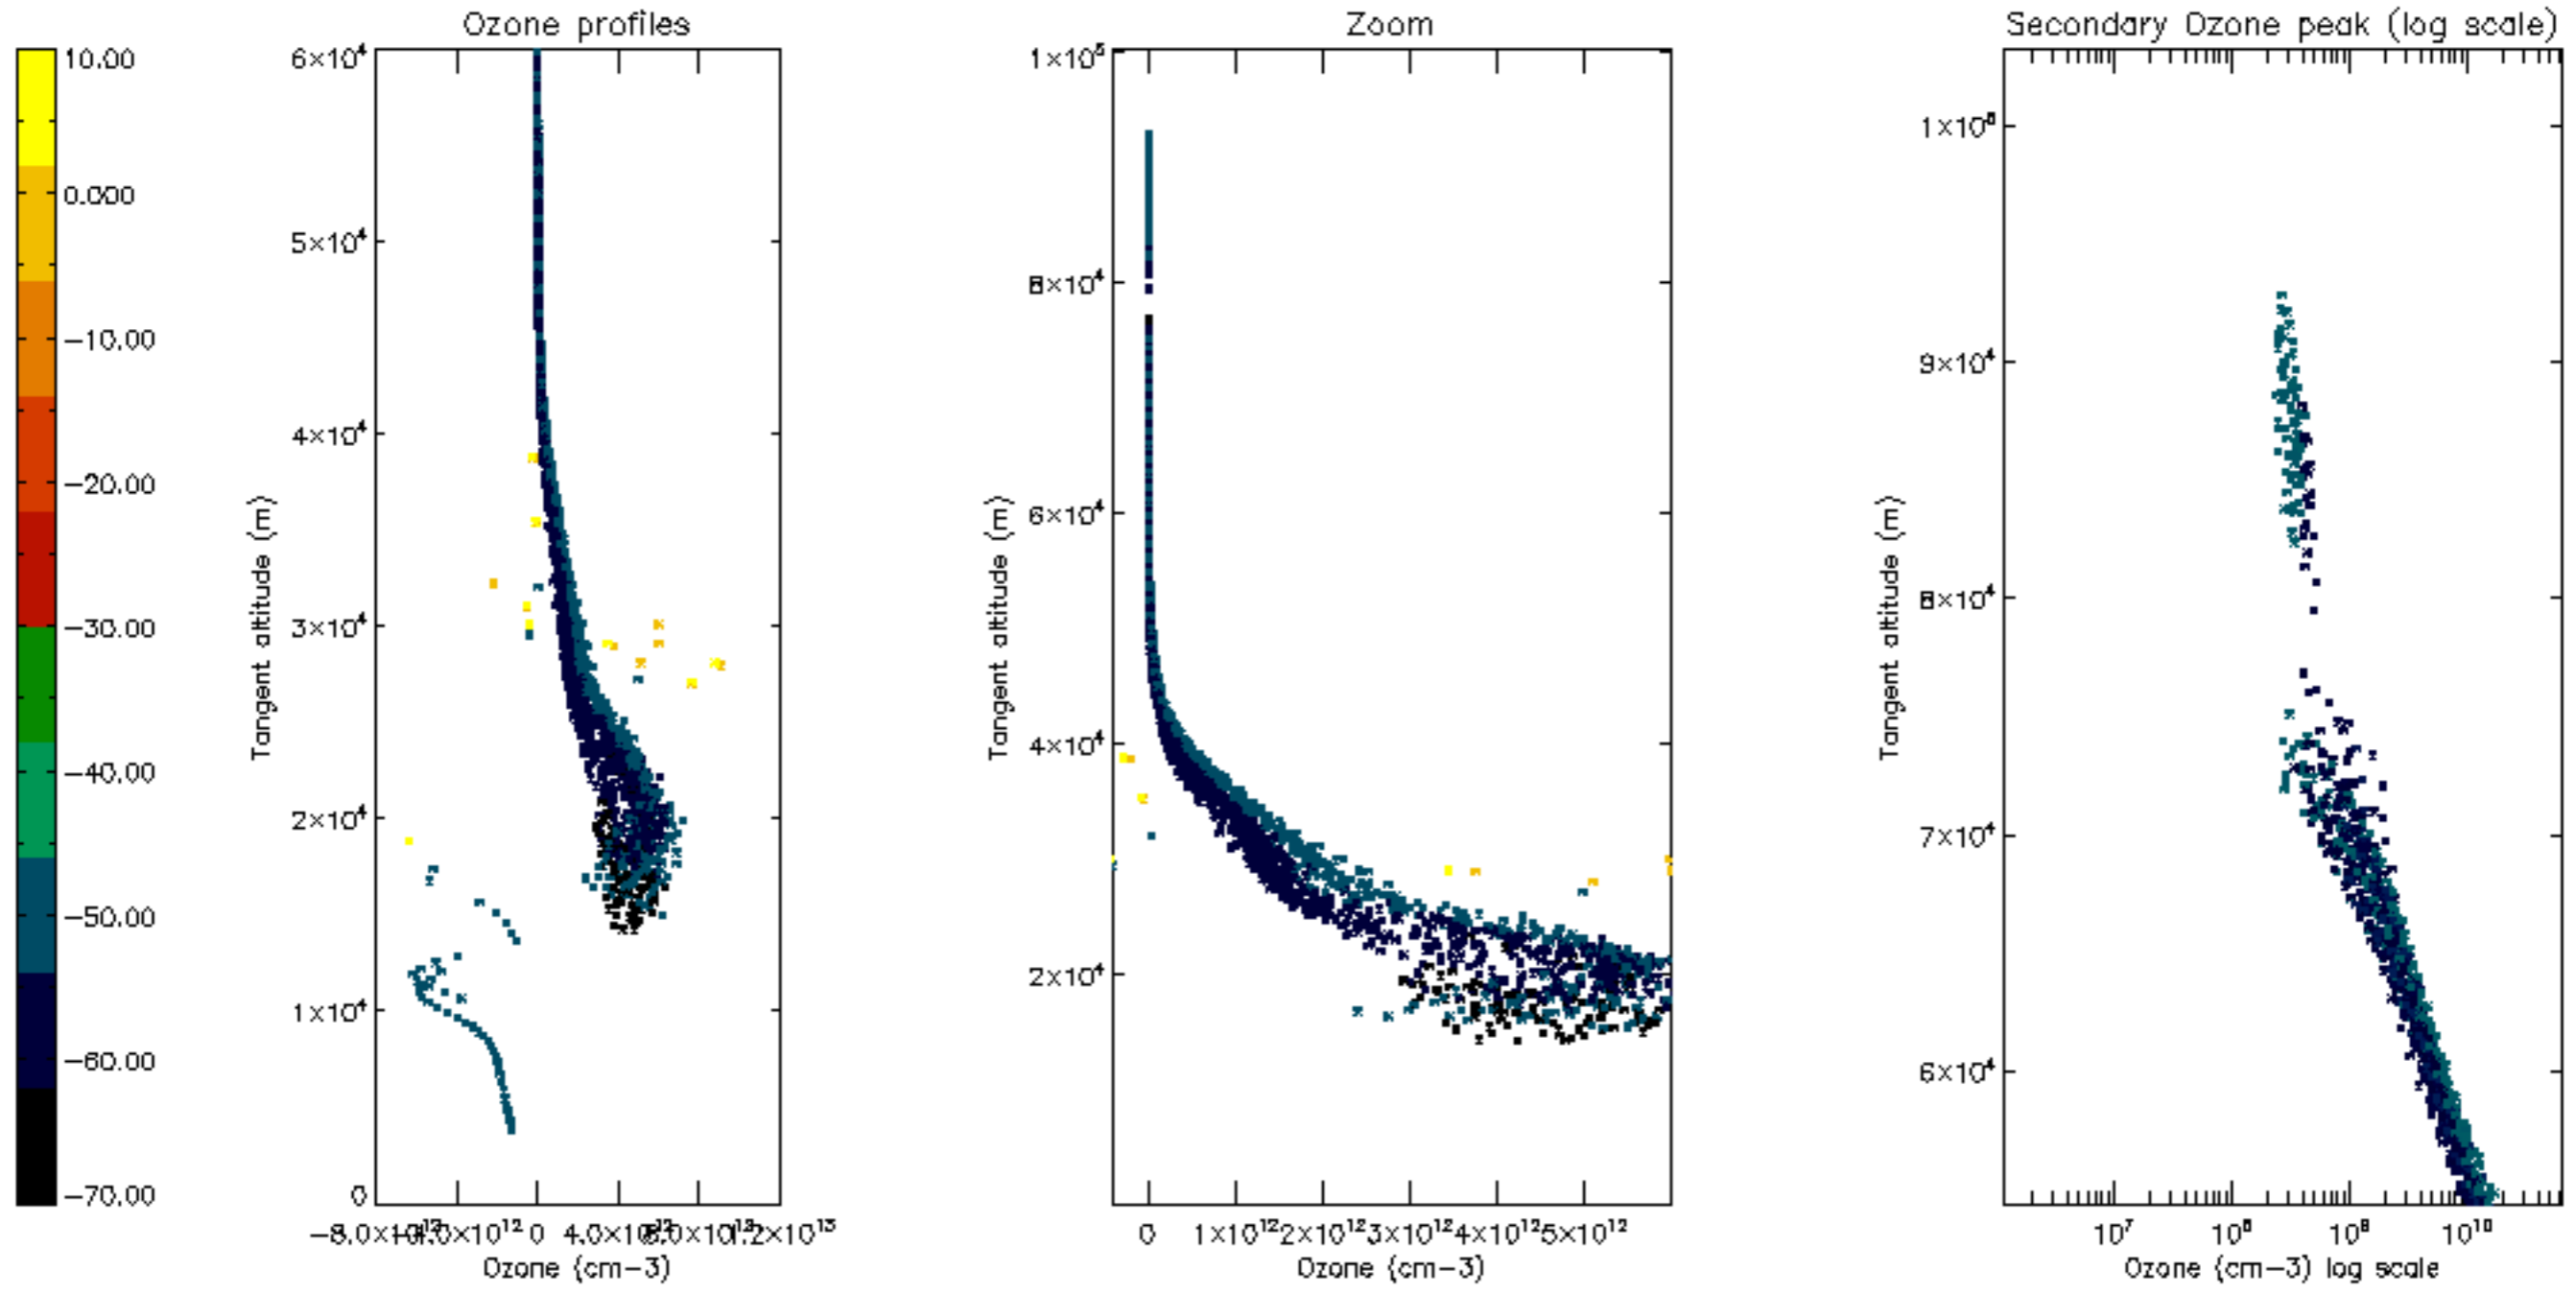 Ozone profiles
Zoom
Secondary Ozone peak (log scale)
10.00
0.00
−10.00
−20.00
−30.00
−40.00
−50.00
−60.00
−70.00
6×10⁴
5×10⁴
4×10⁴
3×10⁴
2×10⁴
1×10⁴
0
Tangent altitude (m)
0
Ozone (cm−3)
1×10⁵
8×10⁴
6×10⁴
4×10⁴
2×10⁴
Tangent altitude (m)
0 1×10¹² 2×10¹² 3×10¹² 4×10¹² 5×10¹²
Ozone (cm−3)
1×10⁵
9×10⁴
8×10⁴
7×10⁴
6×10⁴
Tangent altitude (m)
10⁷ 10⁸ 10⁹ 10¹⁰
Ozone (cm−3) log scale